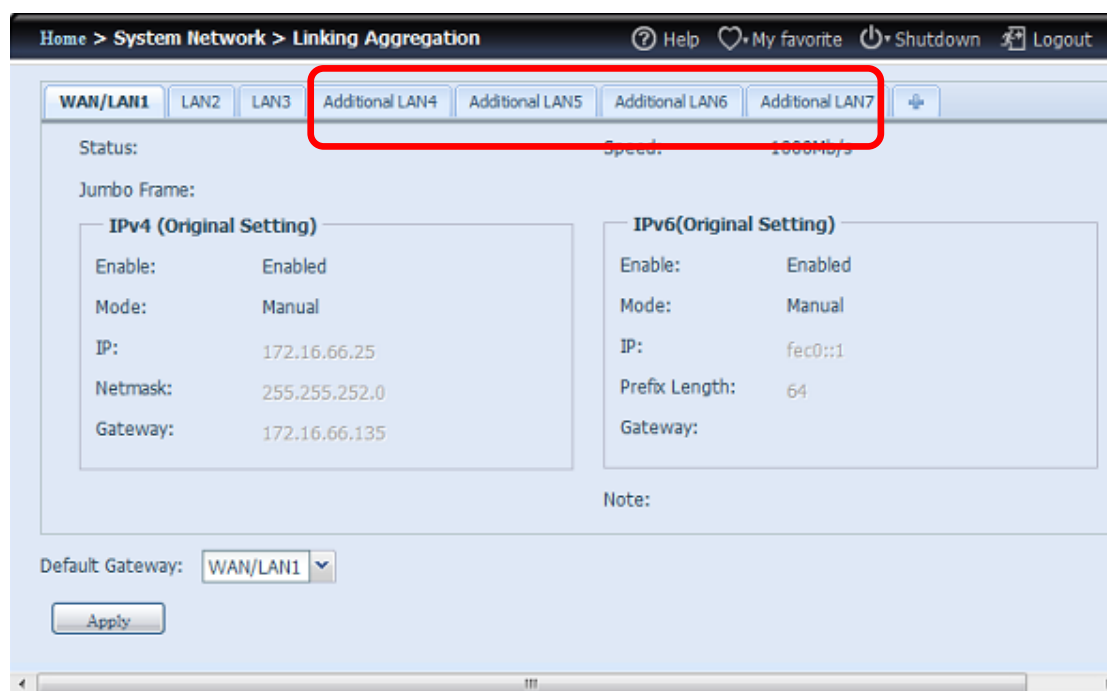 Home > System Network > Linking Aggregation Help My favorite Shutdown Logout
WAN/LAN1 LAN2 LAN3 Additional LAN4 Additional LAN5 Additional LAN6 Additional LAN7
Status: Speed: 1000Mb/s
Jumbo Frame:
IPv4 (Original Setting) IPv6(Original Setting)
Enable: Enabled Enable: Enabled
Mode: Manual Mode: Manual
IP: 172.16.66.25 IP: fec0::1
Netmask: 255.255.252.0 Prefix Length: 64
Gateway: 172.16.66.135 Gateway:
Note:
Default Gateway: WAN/LAN1
Apply